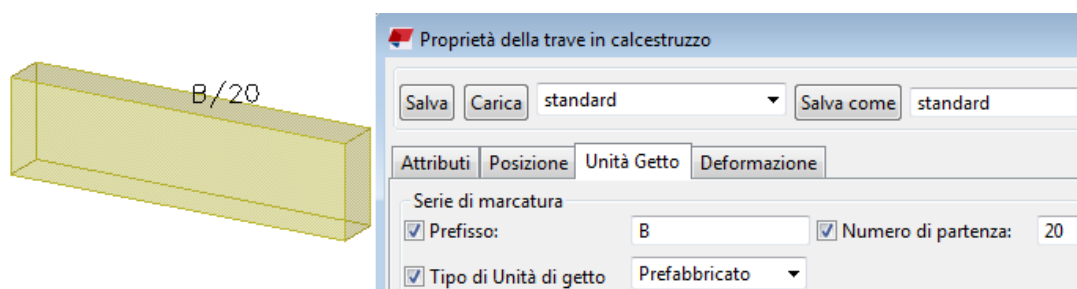 B/20
Proprietà della trave in calcestruzzo
Salva Carica standard Salva come standard
Attributi Posizione Unità Getto Deformazione
Serie di marcatura
Prefisso: B Numero di partenza: 20
Tipo di Unità di getto Prefabbricato